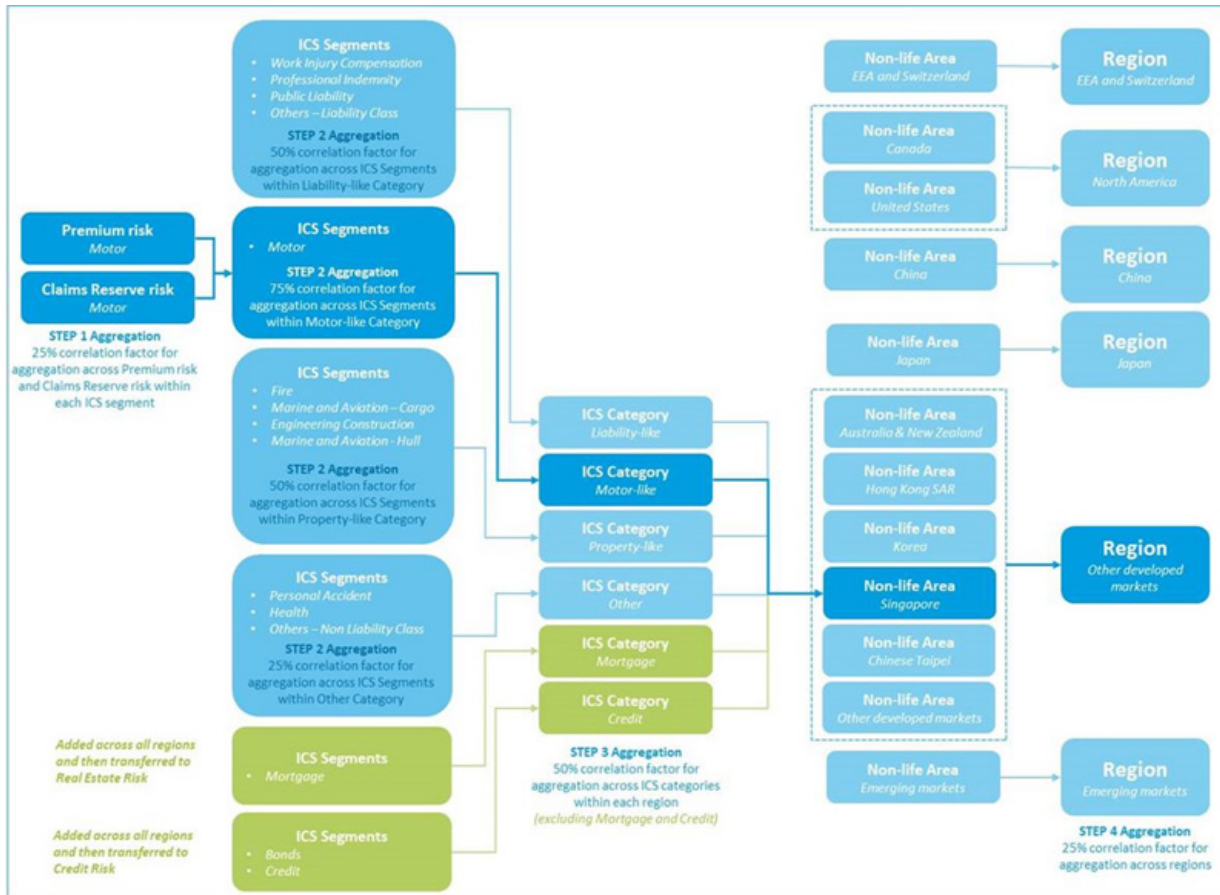 ICS Segments
• Work Injury Compensation
• Professional Indemnity
• Public Liability
• Others – Liability Class
STEP 2 Aggregation
50% correlation factor for
aggregation across ICS Segments
within Liability-like Category
Premium risk
Motor
Claims Reserve risk
Motor
STEP 1 Aggregation
25% correlation factor for
aggregation across Premium risk
and Claims Reserve risk within
each ICS segment
ICS Segments
• Motor
STEP 2 Aggregation
75% correlation factor for
aggregation across ICS Segments
within Motor-like Category
ICS Segments
• Fire
• Marine and Aviation – Cargo
• Engineering Construction
• Marine and Aviation - Hull
STEP 2 Aggregation
50% correlation factor for
aggregation across ICS Segments
within Property-like Category
ICS Segments
• Personal Accident
• Health
• Others – Non Liability Class
STEP 2 Aggregation
25% correlation factor for
aggregation across ICS Segments
within Other Category
Added across all regions
and then transferred to
Real Estate Risk
ICS Segments
• Mortgage
Added across all regions
and then transferred to
Credit Risk
ICS Segments
• Bonds
• Credit
ICS Category
Liability-like
ICS Category
Motor-like
ICS Category
Property-like
ICS Category
Other
ICS Category
Mortgage
ICS Category
Credit
STEP 3 Aggregation
50% correlation factor for
aggregation across ICS categories
within each region
(excluding Mortgage and Credit)
Non-life Area
EEA and Switzerland
Non-life Area
Canada
Non-life Area
United States
Non-life Area
China
Non-life Area
Japan
Non-life Area
Australia & New Zealand
Non-life Area
Hong Kong SAR
Non-life Area
Korea
Non-life Area
Singapore
Non-life Area
Chinese Taipei
Non-life Area
Other developed markets
Non-life Area
Emerging markets
Region
EEA and Switzerland
Region
North America
Region
China
Region
Japan
Region
Other developed
markets
Region
Emerging markets
STEP 4 Aggregation
25% correlation factor for
aggregation across regions